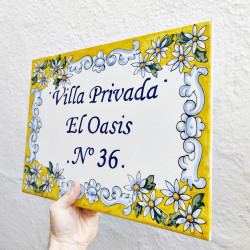 Villa Privada
El Oasis
.Nº 36.